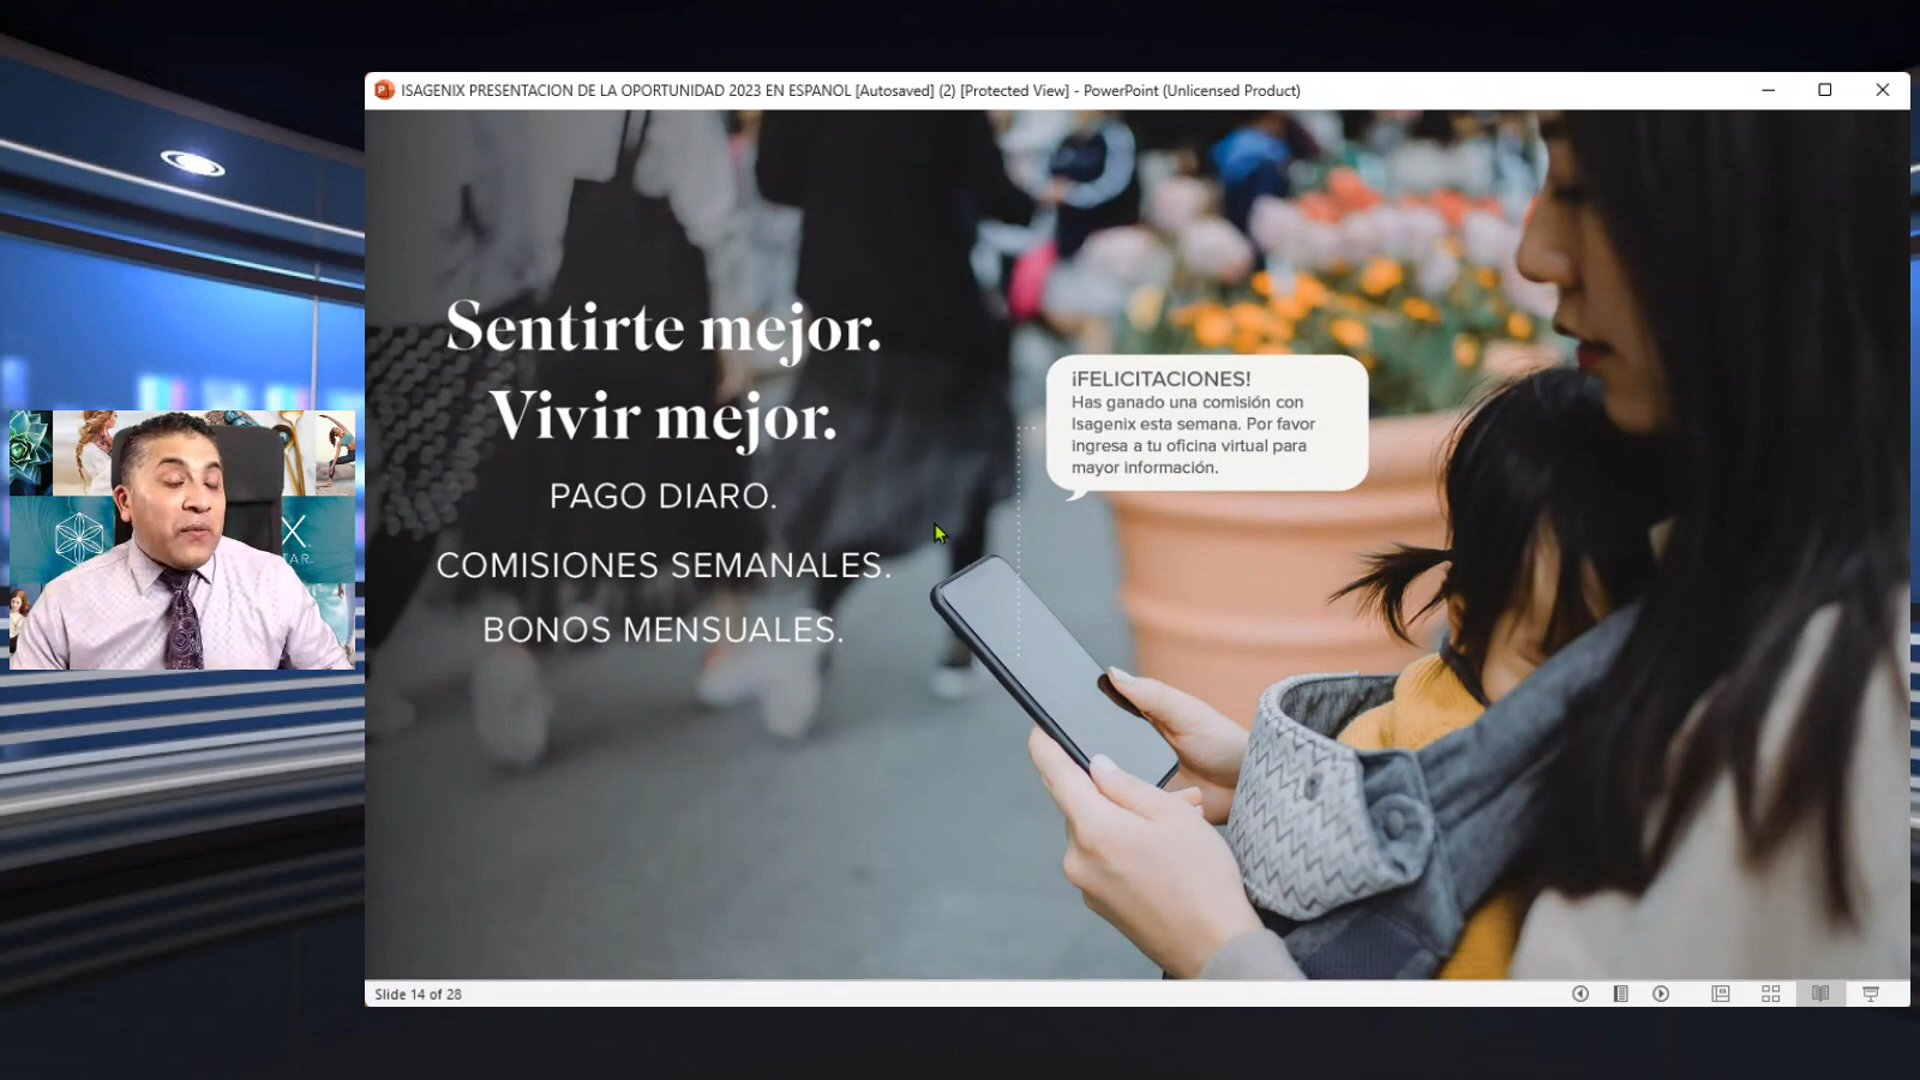 ISAGENIX PRESENTACION DE LA OPORTUNIDAD 2023 EN ESPANOL [Autosaved] (2) [Protected View] - PowerPoint (Unlicensed Product)
Sentirte mejor.
Vivir mejor.
PAGO DIARO.
COMISIONES SEMANALES.
BONOS MENSUALES.
¡FELICITACIONES!
Has ganado una comisión con
Isagenix esta semana. Por favor
ingresa a tu oficina virtual para
mayor información.
X
TAR
Slide 14 of 28